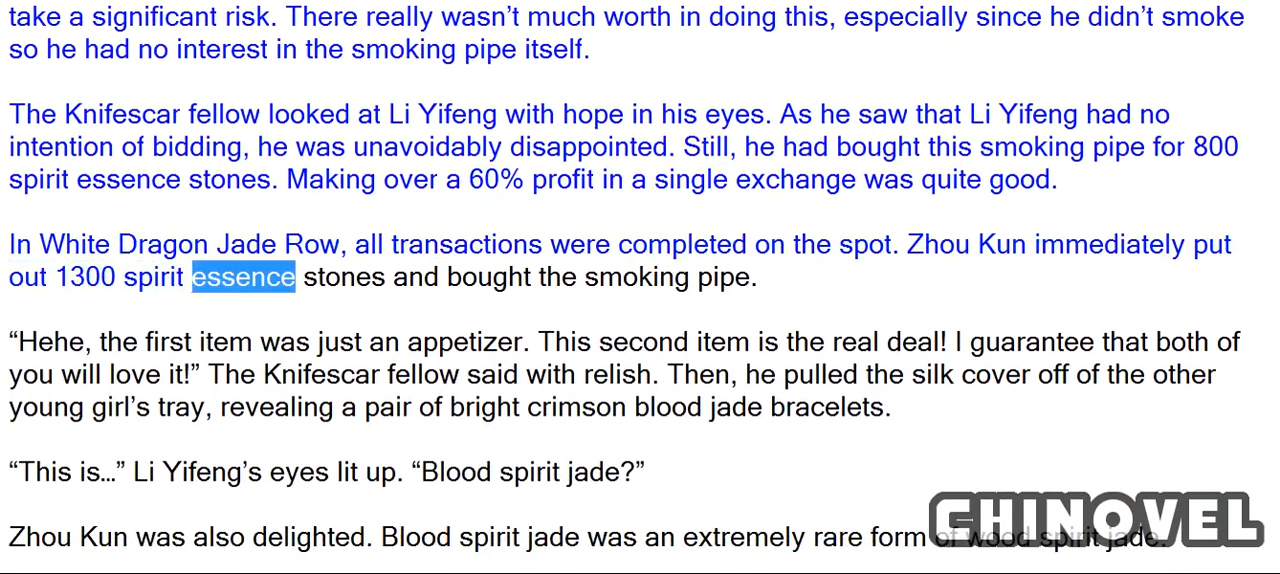 take a significant risk. There really wasn’t much worth in doing this, especially since he didn’t smoke
so he had no interest in the smoking pipe itself.
The Knifescar fellow looked at Li Yifeng with hope in his eyes. As he saw that Li Yifeng had no
intention of bidding, he was unavoidably disappointed. Still, he had bought this smoking pipe for 800
spirit essence stones. Making over a 60% profit in a single exchange was quite good.
In White Dragon Jade Row, all transactions were completed on the spot. Zhou Kun immediately put
out 1300 spirit essence stones and bought the smoking pipe.
“Hehe, the first item was just an appetizer. This second item is the real deal! I guarantee that both of
you will love it!” The Knifescar fellow said with relish. Then, he pulled the silk cover off of the other
young girl’s tray, revealing a pair of bright crimson blood jade bracelets.
“This is…” Li Yifeng’s eyes lit up. “Blood spirit jade?”
Zhou Kun was also delighted. Blood spirit jade was an extremely rare form of wood spirit jade.
CHINOVEL